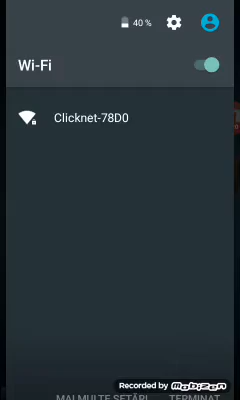 40 %
Wi-Fi
Clicknet-78D0
Recorded by mobizen
MAI MULTE SETĂRI TERMINAT